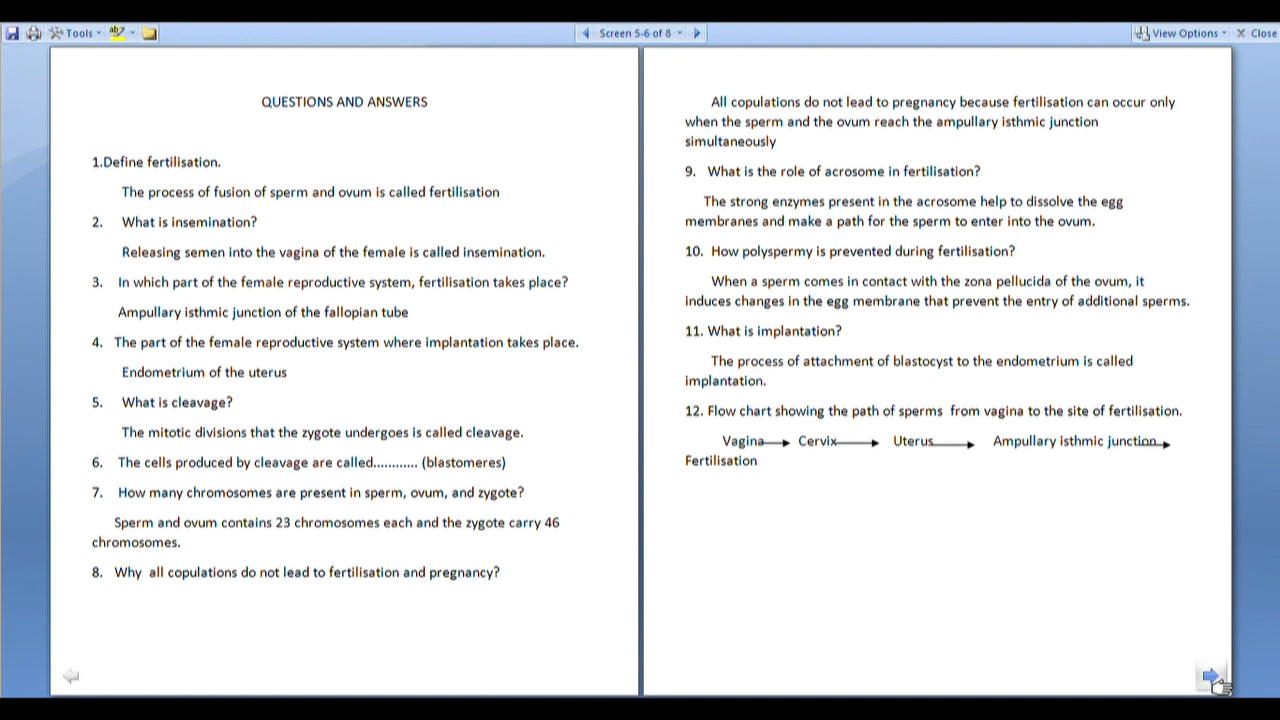 Tools
Screen 5-6 of 8
View Options
Close
QUESTIONS AND ANSWERS
1.Define fertilisation.
The process of fusion of sperm and ovum is called fertilisation
2. What is insemination?
Releasing semen into the vagina of the female is called insemination.
3. In which part of the female reproductive system, fertilisation takes place?
Ampullary isthmic junction of the fallopian tube
4. The part of the female reproductive system where implantation takes place.
Endometrium of the uterus
5. What is cleavage?
The mitotic divisions that the zygote undergoes is called cleavage.
6. The cells produced by cleavage are called............ (blastomeres)
7. How many chromosomes are present in sperm, ovum, and zygote?
Sperm and ovum contains 23 chromosomes each and the zygote carry 46
chromosomes.
8. Why all copulations do not lead to fertilisation and pregnancy?
All copulations do not lead to pregnancy because fertilisation can occur only
when the sperm and the ovum reach the ampullary isthmic junction
simultaneously
9. What is the role of acrosome in fertilisation?
The strong enzymes present in the acrosome help to dissolve the egg
membranes and make a path for the sperm to enter into the ovum.
10. How polyspermy is prevented during fertilisation?
When a sperm comes in contact with the zona pellucida of the ovum, it
induces changes in the egg membrane that prevent the entry of additional sperms.
11. What is implantation?
The process of attachment of blastocyst to the endometrium is called
implantation.
12. Flow chart showing the path of sperms from vagina to the site of fertilisation.
Vagina Cervix Uterus Ampullary isthmic junction
Fertilisation